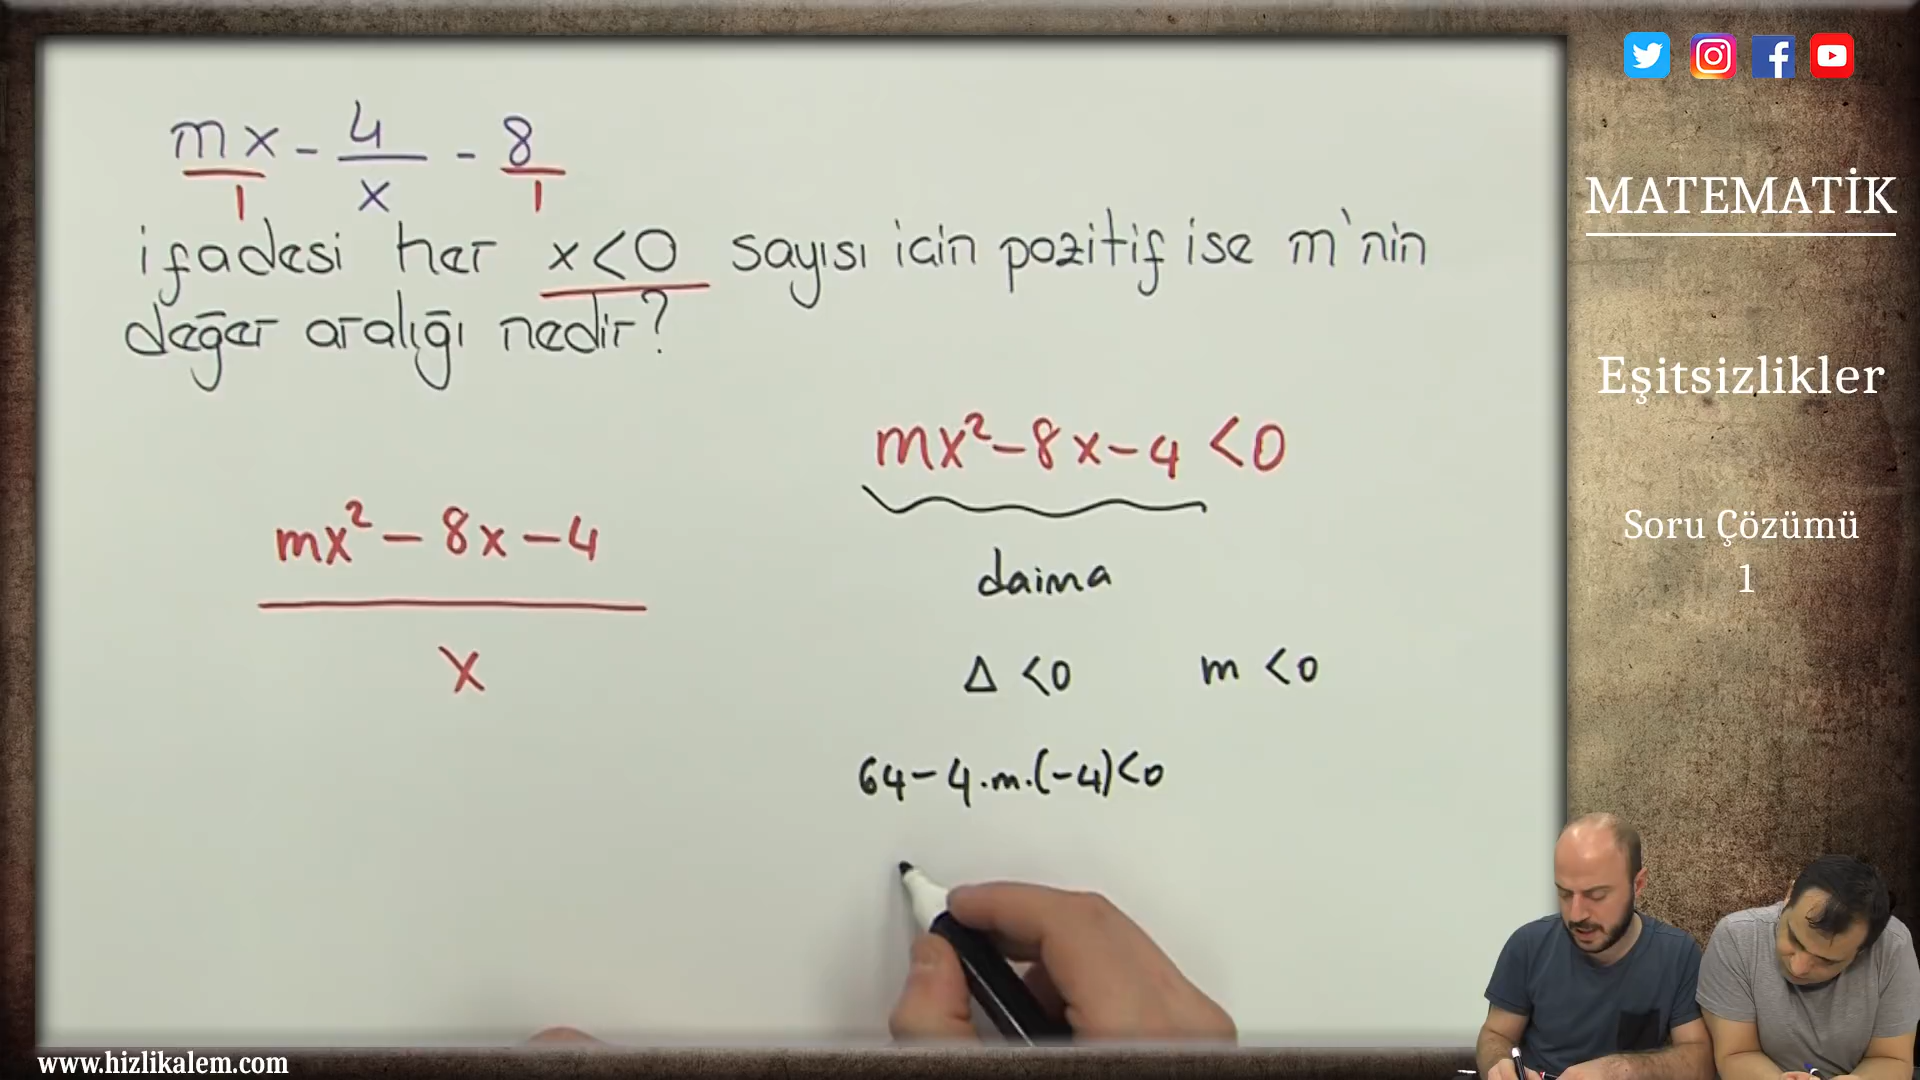 mx/1 - 4/x - 8/1
ifadesi her x<0 sayısı için pozitif ise m'nin
değer aralığı nedir?
mx² - 8x - 4 <0
mx² - 8x - 4
x
daima
Δ <0 m <0
64 - 4.m.(-4)<0
MATEMATİK
Eşitsizlikler
Soru Çözümü
1
www.hizlikalem.com